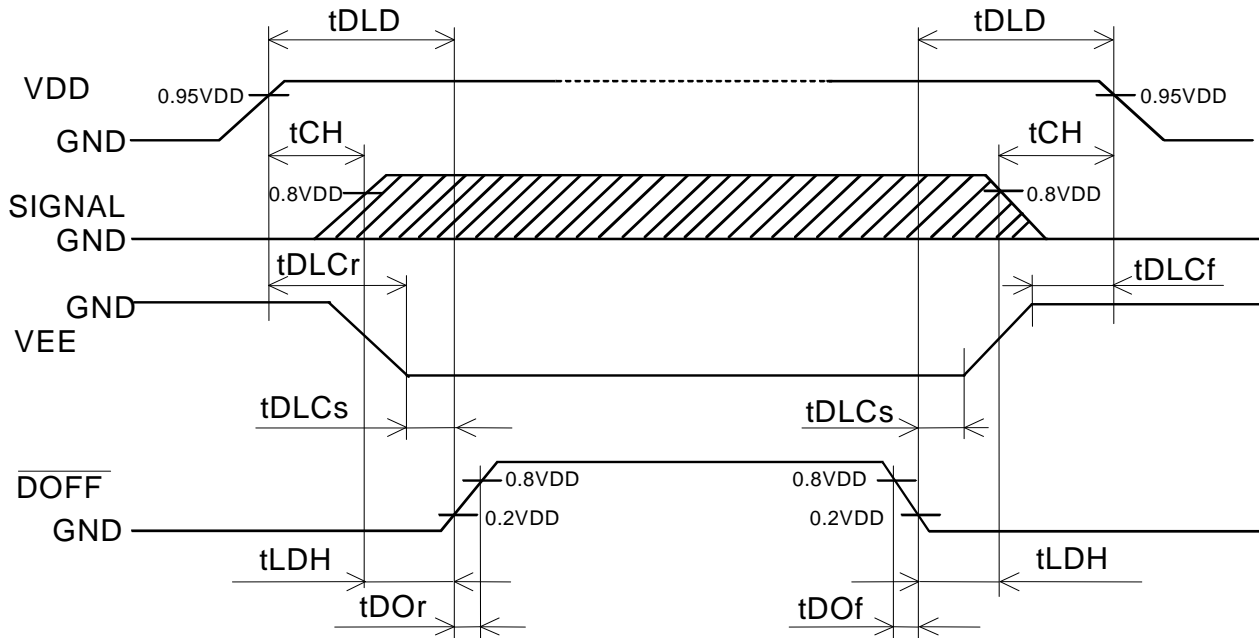 tDLD
tDLD
VDD
0.95VDD
0.95VDD
GND
tCH
tCH
0.8VDD
0.8VDD
SIGNAL
GND
tDLCr
tDLCf
GND
VEE
tDLCs
tDLCs
DOFF
0.8VDD
0.8VDD
GND
0.2VDD
0.2VDD
tLDH
tLDH
tDOr
tDOf